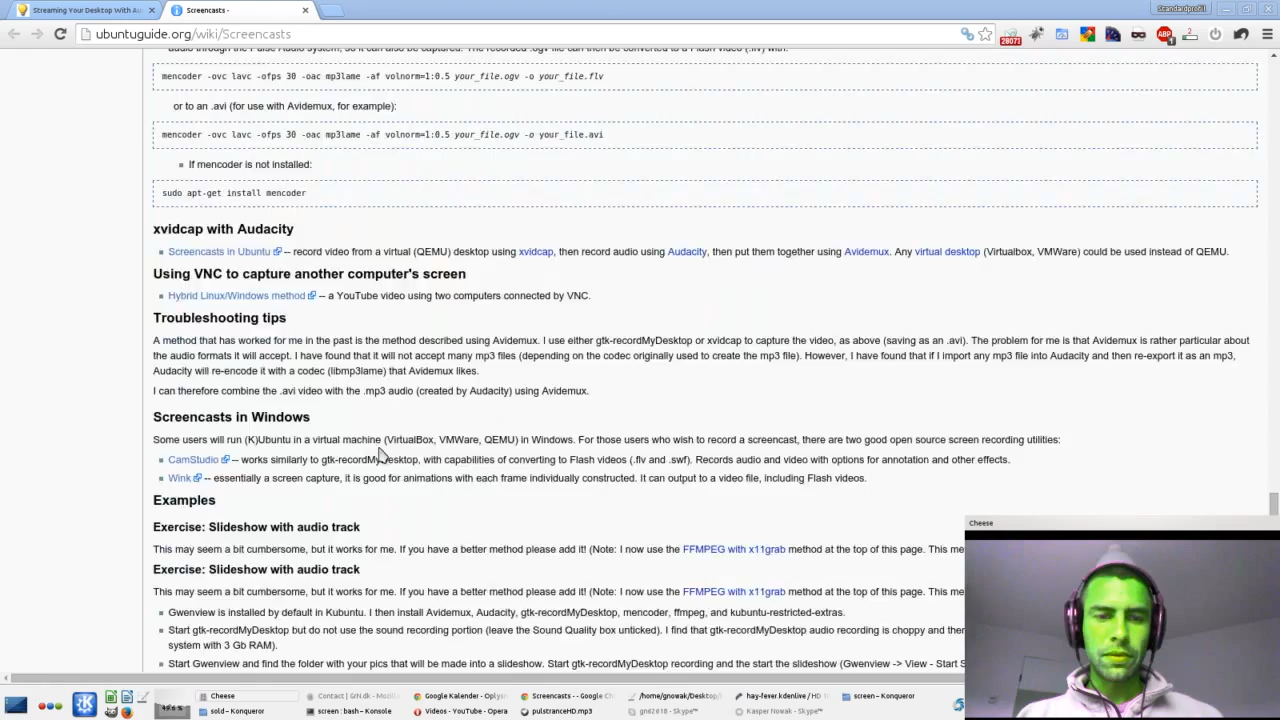 Streaming Your Desktop With Au
Screencasts -
Standardprofil
ubuntuguide.org/wiki/Screencasts
28071
ABP
audio through the Pulse Audio system, so it can also be captured. The recorded .ogv file can then be converted to a Flash video (.flv) with:
mencoder -ovc lavc -ofps 30 -oac mp3lame -af volnorm=1:0.5 your_file.ogv -o your_file.flv
or to an .avi (for use with Avidemux, for example):
mencoder -ovc lavc -ofps 30 -oac mp3lame -af volnorm=1:0.5 your_file.ogv -o your_file.avi
If mencoder is not installed:
sudo apt-get install mencoder
xvidcap with Audacity
Screencasts in Ubuntu -- record video from a virtual (QEMU) desktop using xvidcap, then record audio using Audacity, then put them together using Avidemux. Any virtual desktop (Virtualbox, VMWare) could be used instead of QEMU.
Using VNC to capture another computer's screen
Hybrid Linux/Windows method -- a YouTube video using two computers connected by VNC.
Troubleshooting tips
A method that has worked for me in the past is the method described using Avidemux. I use either gtk-recordMyDesktop or xvidcap to capture the video, as above (saving as an .avi). The problem for me is that Avidemux is rather particular about
the audio formats it will accept. I have found that it will not accept many mp3 files (depending on the codec originally used to create the mp3 file). However, I have found that if I import any mp3 file into Audacity and then re-export it as an mp3,
Audacity will re-encode it with a codec (libmp3lame) that Avidemux likes.
I can therefore combine the .avi video with the .mp3 audio (created by Audacity) using Avidemux.
Screencasts in Windows
Some users will run (K)Ubuntu in a virtual machine (VirtualBox, VMWare, QEMU) in Windows. For those users who wish to record a screencast, there are two good open source screen recording utilities:
CamStudio -- works similarly to gtk-recordMyDesktop, with capabilities of converting to Flash videos (.flv and .swf). Records audio and video with options for annotation and other effects.
Wink -- essentially a screen capture, it is good for animations with each frame individually constructed. It can output to a video file, including Flash videos.
Examples
Exercise: Slideshow with audio track
This may seem a bit cumbersome, but it works for me. If you have a better method please add it! (Note: I now use the FFMPEG with x11grab method at the top of this page. This me
Exercise: Slideshow with audio track
This may seem a bit cumbersome, but it works for me. If you have a better method please add it! (Note: I now use the FFMPEG with x11grab method at the top of this page. This me
Gwenview is installed by default in Kubuntu. I then install Avidemux, Audacity, gtk-recordMyDesktop, mencoder, ffmpeg, and kubuntu-restricted-extras.
Start gtk-recordMyDesktop but do not use the sound recording portion (leave the Sound Quality box unticked). I find that gtk-recordMyDesktop audio recording is choppy and then
system with 3 Gb RAM).
Start Gwenview and find the folder with your pics that will be made into a slideshow. Start gtk-recordMyDesktop recording and the start the slideshow (Gwenview -> View - Start S
Cheese
Cheese
Contact | GrN.dk - Mozill
Google Kalender - Oplysn
Screencasts -- Google Ch
/home/gnowak/Desktop/
hay-fever.kdenlive / HD
screen – Konqueror
sold – Konqueror
screen : bash – Konsole
Videos - YouTube - Opera
pulstranceHD.mp3
gn62618 - Skype™
Kasper Nowak - Skype™